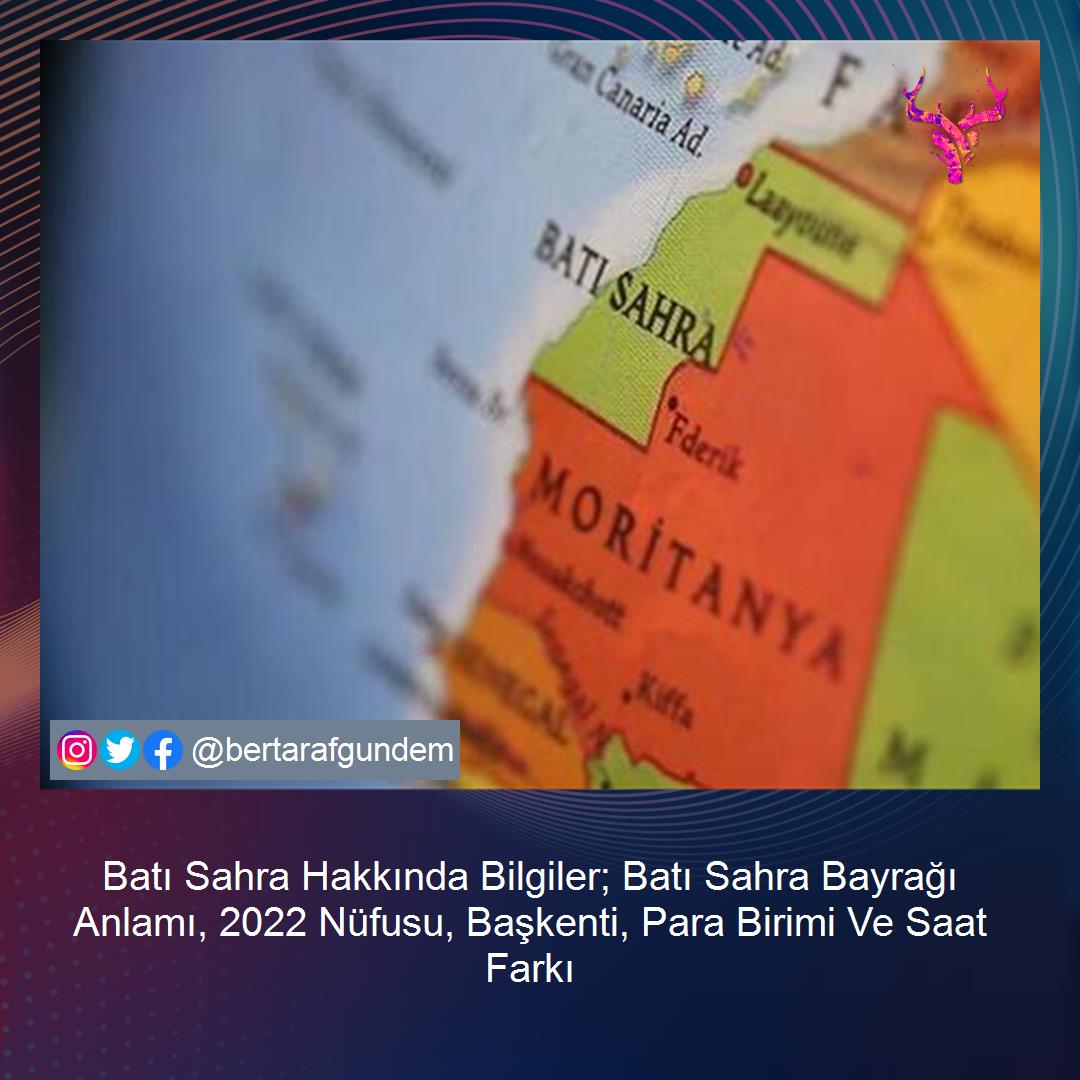 Gran Canaria Ad.
F A
Laayoune
BATI SAHRA
Fderik
MORİTANYA
Kiffa
M
@bertarafgundem
Batı Sahra Hakkında Bilgiler; Batı Sahra Bayrağı
Anlamı, 2022 Nüfusu, Başkenti, Para Birimi Ve Saat
Farkı